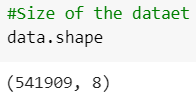 #Size of the dataet
data.shape
(541909, 8)